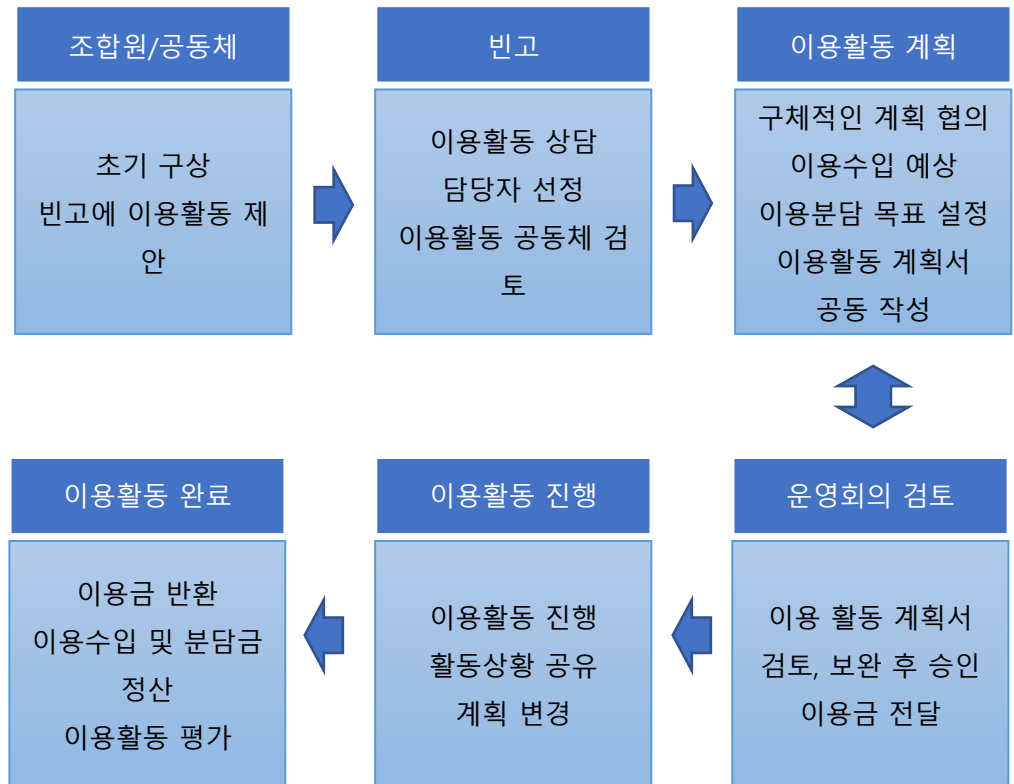 조합원/공동체
초기 구상
빈고에 이용활동 제
안
빈고
이용활동 상담
담당자 선정
이용활동 공동체 검
토
이용활동 계획
구체적인 계획 협의
이용수입 예상
이용분담 목표 설정
이용활동 계획서
공동 작성
운영회의 검토
이용 활동 계획서
검토, 보완 후 승인
이용금 전달
이용활동 진행
이용활동 진행
활동상황 공유
계획 변경
이용활동 완료
이용금 반환
이용수입 및 분담금
정산
이용활동 평가